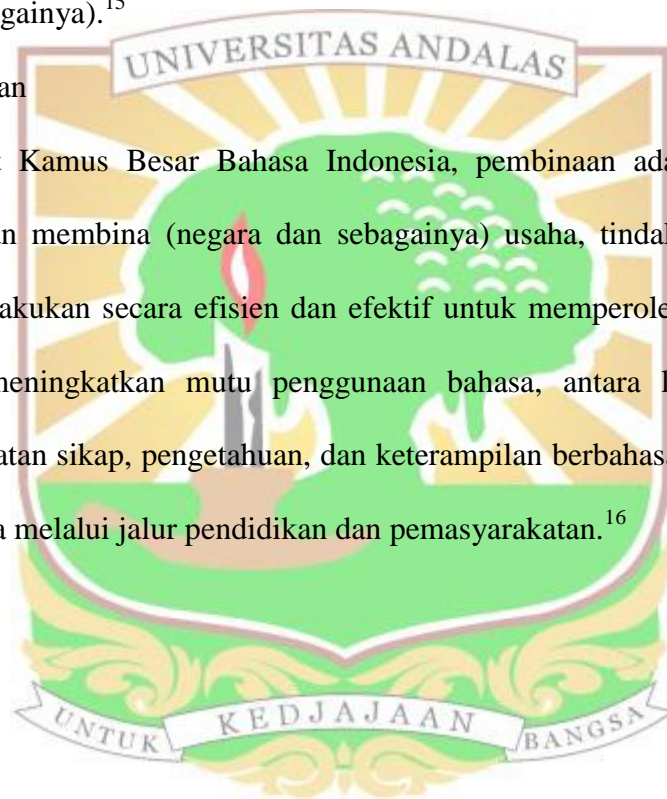 gainya).15
UNIVERSITAS ANDALAS
an
Kamus Besar Bahasa Indonesia, pembinaan ada
n membina (negara dan sebagainya) usaha, tinda
akukan secara efisien dan efektif untuk memperole
meningkatkan mutu penggunaan bahasa, antara
atan sikap, pengetahuan, dan keterampilan berbahasa
a melalui jalur pendidikan dan pemasyarakatan.16
UNTUK KEDJAJAAN BANGSA